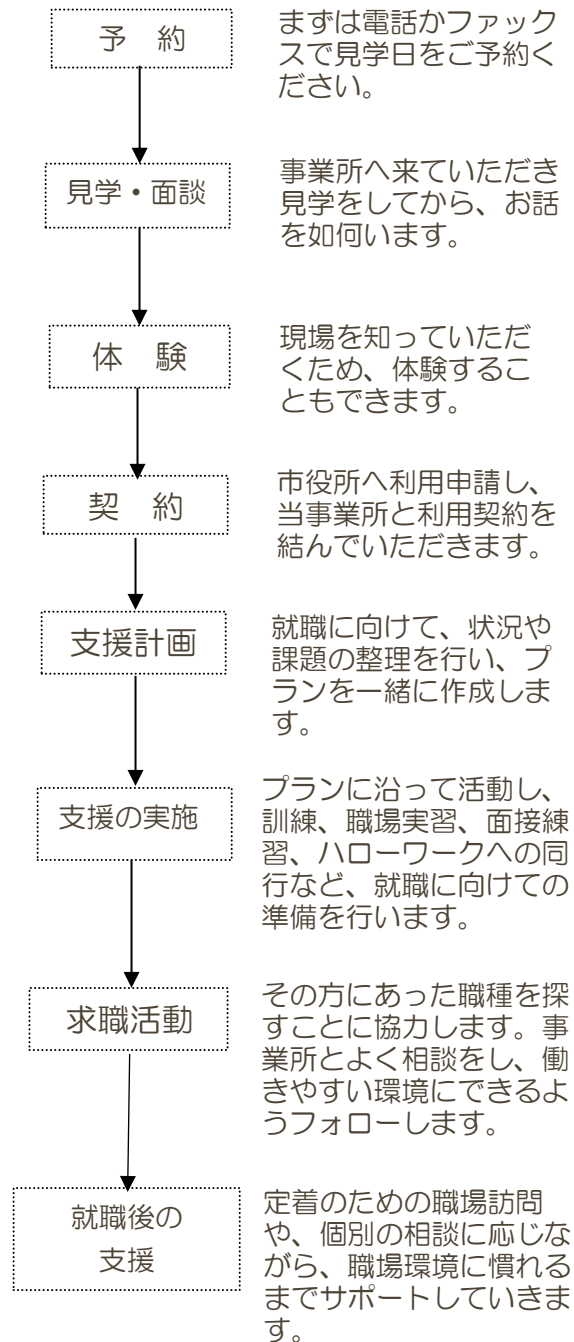 予　約
まずは電話かファック
スで見学日をご予約く
ださい。
見学・面談
事業所へ来ていただき
見学をしてから、お話
を如何います。
体　験
現場を知っていただ
くため、体験するこ
ともできます。
契　約
市役所へ利用申請し、
当事業所と利用契約を
結んでいただきます。
支援計画
就職に向けて、状況や
課題の整理を行い、プ
ランを一緒に作成しま
す。
支援の実施
プランに沿って活動し、
訓練、職場実習、面接練
習、ハローワークへの同
行など、就職に向けての
準備を行います。
求職活動
その方にあった職種を探
すことに協力します。事
業所とよく相談をし、働
きやすい環境にできるよ
うフォローします。
就職後の
支援
定着のための職場訪問
や、個別の相談に応じな
がら、職場環境に慣れる
までサポートしていきま
す。